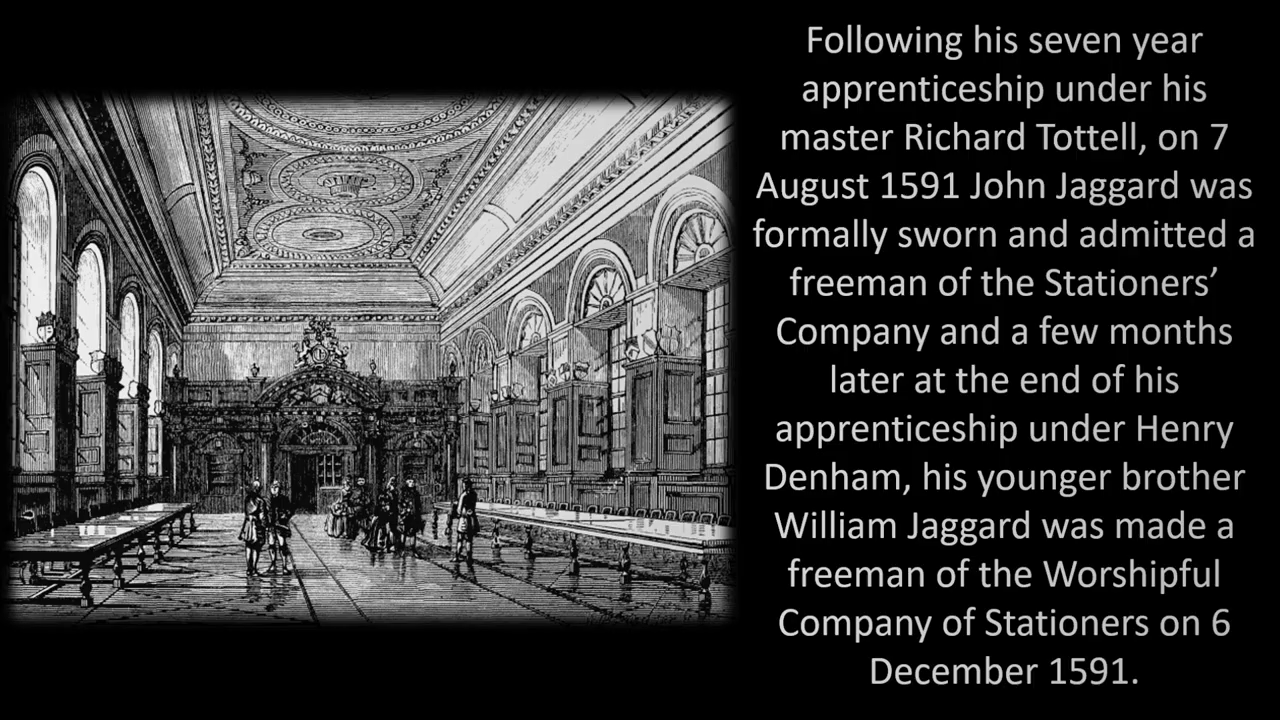 Following his seven year
apprenticeship under his
master Richard Tottell, on 7
August 1591 John Jaggard was
formally sworn and admitted a
freeman of the Stationers’
Company and a few months
later at the end of his
apprenticeship under Henry
Denham, his younger brother
William Jaggard was made a
freeman of the Worshipful
Company of Stationers on 6
December 1591.